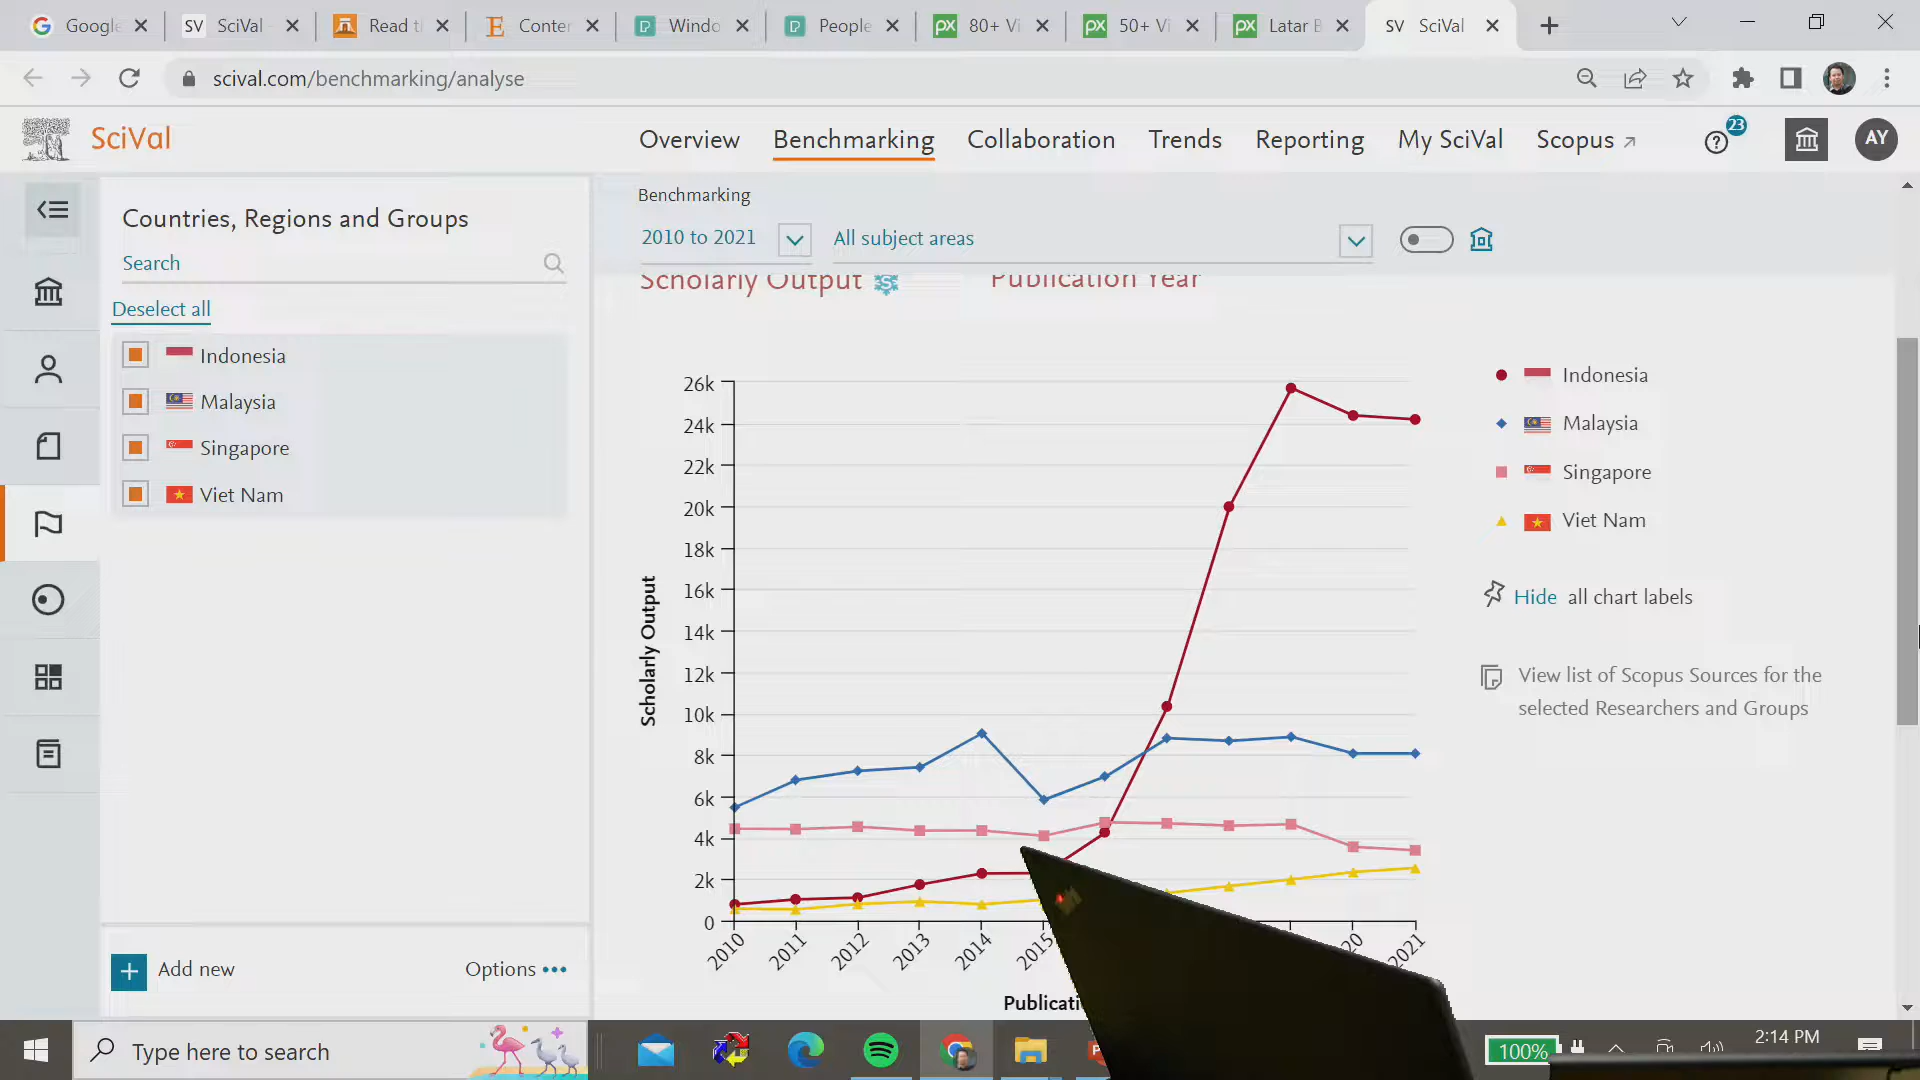 Google
SciVal
Read t
Conter
Windo
People
80+ Vi
50+ Vi
Latar B
SciVal
scival.com/benchmarking/analyse
SciVal
Overview
Benchmarking
Collaboration
Trends
Reporting
My SciVal
Scopus
23
AY
Countries, Regions and Groups
Search
Deselect all
Indonesia
Malaysia
Singapore
Viet Nam
Add new
Options
Benchmarking
2010 to 2021
All subject areas
Scholarly Output
Publication Year
26k
24k
22k
20k
18k
16k
14k
12k
10k
8k
6k
4k
2k
0
Scholarly Output
2010
2011
2012
2013
2014
2015
20
2021
Publicati
Indonesia
Malaysia
Singapore
Viet Nam
Hide all chart labels
View list of Scopus Sources for the
selected Researchers and Groups
Type here to search
100%
2:14 PM